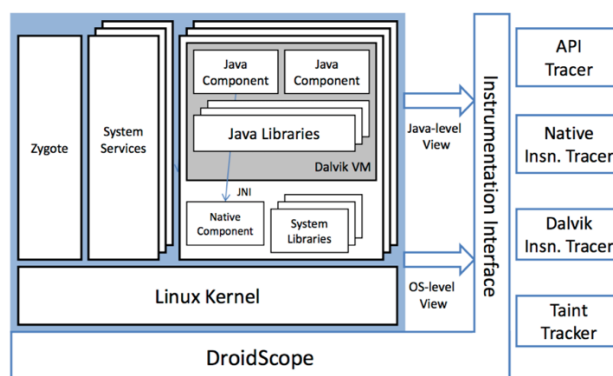 Zygote
System
Services
Java
Component
Java
Component
Java Libraries
Dalvik VM
JNI
Native
Component
System
Libraries
Linux Kernel
DroidScope
Java-level
View
OS-level
View
Instrumentation Interface
API
Tracer
Native
Insn. Tracer
Dalvik
Insn. Tracer
Taint
Tracker